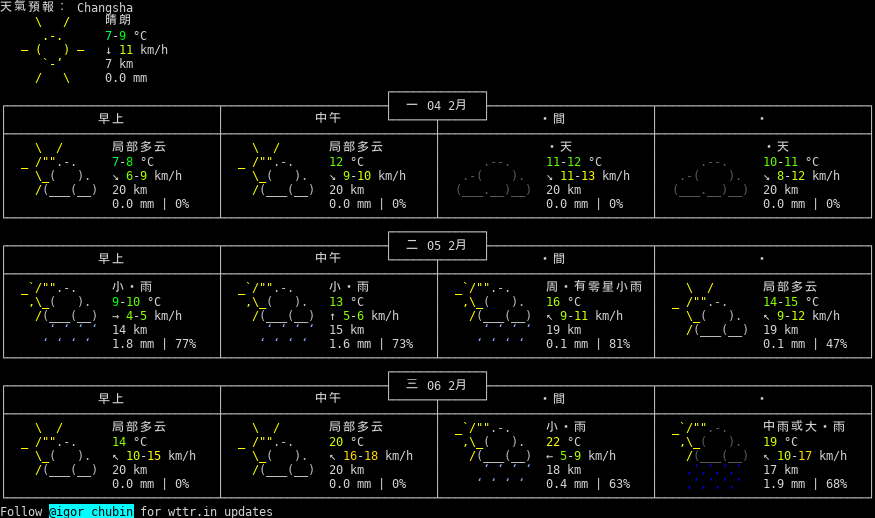 天氣預報： Changsha
晴朗
7-9 °C
↓ 11 km/h
7 km
0.0 mm
一 04 2月
早上 中午 ・間 ・
局部多云 局部多云 ・天 ・天
7-8 °C 12 °C 11-12 °C 10-11 °C
↘ 6-9 km/h ↘ 9-10 km/h ↘ 11-13 km/h ↘ 8-12 km/h
20 km 20 km 20 km 20 km
0.0 mm | 0% 0.0 mm | 0% 0.0 mm | 0% 0.0 mm | 0%
二 05 2月
早上 中午 ・間 ・
小・雨 小・雨 周・有零星小雨 局部多云
9-10 °C 13 °C 16 °C 14-15 °C
→ 4-5 km/h ↑ 5-6 km/h ↖ 9-11 km/h ↖ 9-12 km/h
14 km 15 km 19 km 19 km
1.8 mm | 77% 1.6 mm | 73% 0.1 mm | 81% 0.1 mm | 47%
三 06 2月
早上 中午 ・間 ・
局部多云 局部多云 小・雨 中雨或大・雨
14 °C 20 °C 22 °C 19 °C
↖ 10-15 km/h ↖ 16-18 km/h ← 5-9 km/h ↖ 10-17 km/h
20 km 20 km 18 km 17 km
0.0 mm | 0% 0.0 mm | 0% 0.4 mm | 63% 1.9 mm | 68%
Follow @igor_chubin for wttr.in updates